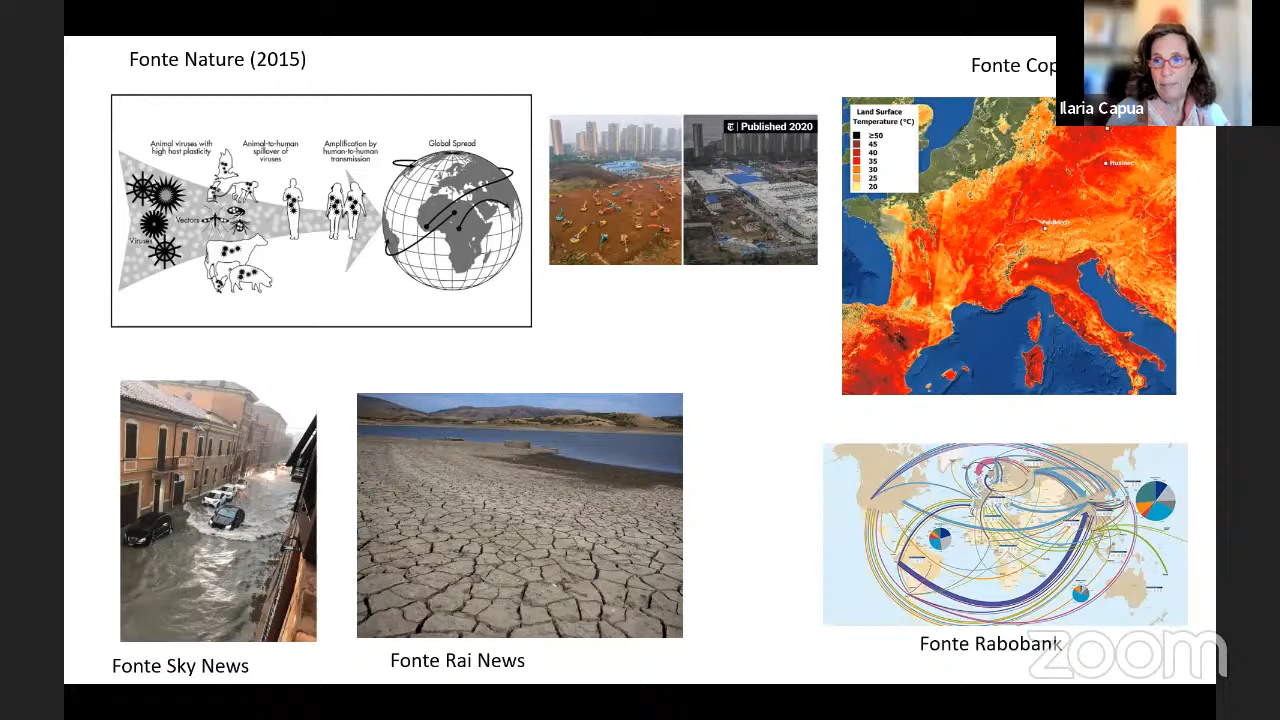 Fonte Nature (2015)
Fonte Cop
Ilaria Capua
Animal viruses with
high host plasticity
Animal-to-human
spillover of
viruses
Amplification by
human-to-human
transmission
Global Spread
Vectors
Viruses
T | Published 2020
Land Surface
Temperature (°C)
≥50
45
40
35
30
25
20
Feldkirch
Fonte Sky News
Fonte Rai News
Fonte Rabobank
zoom